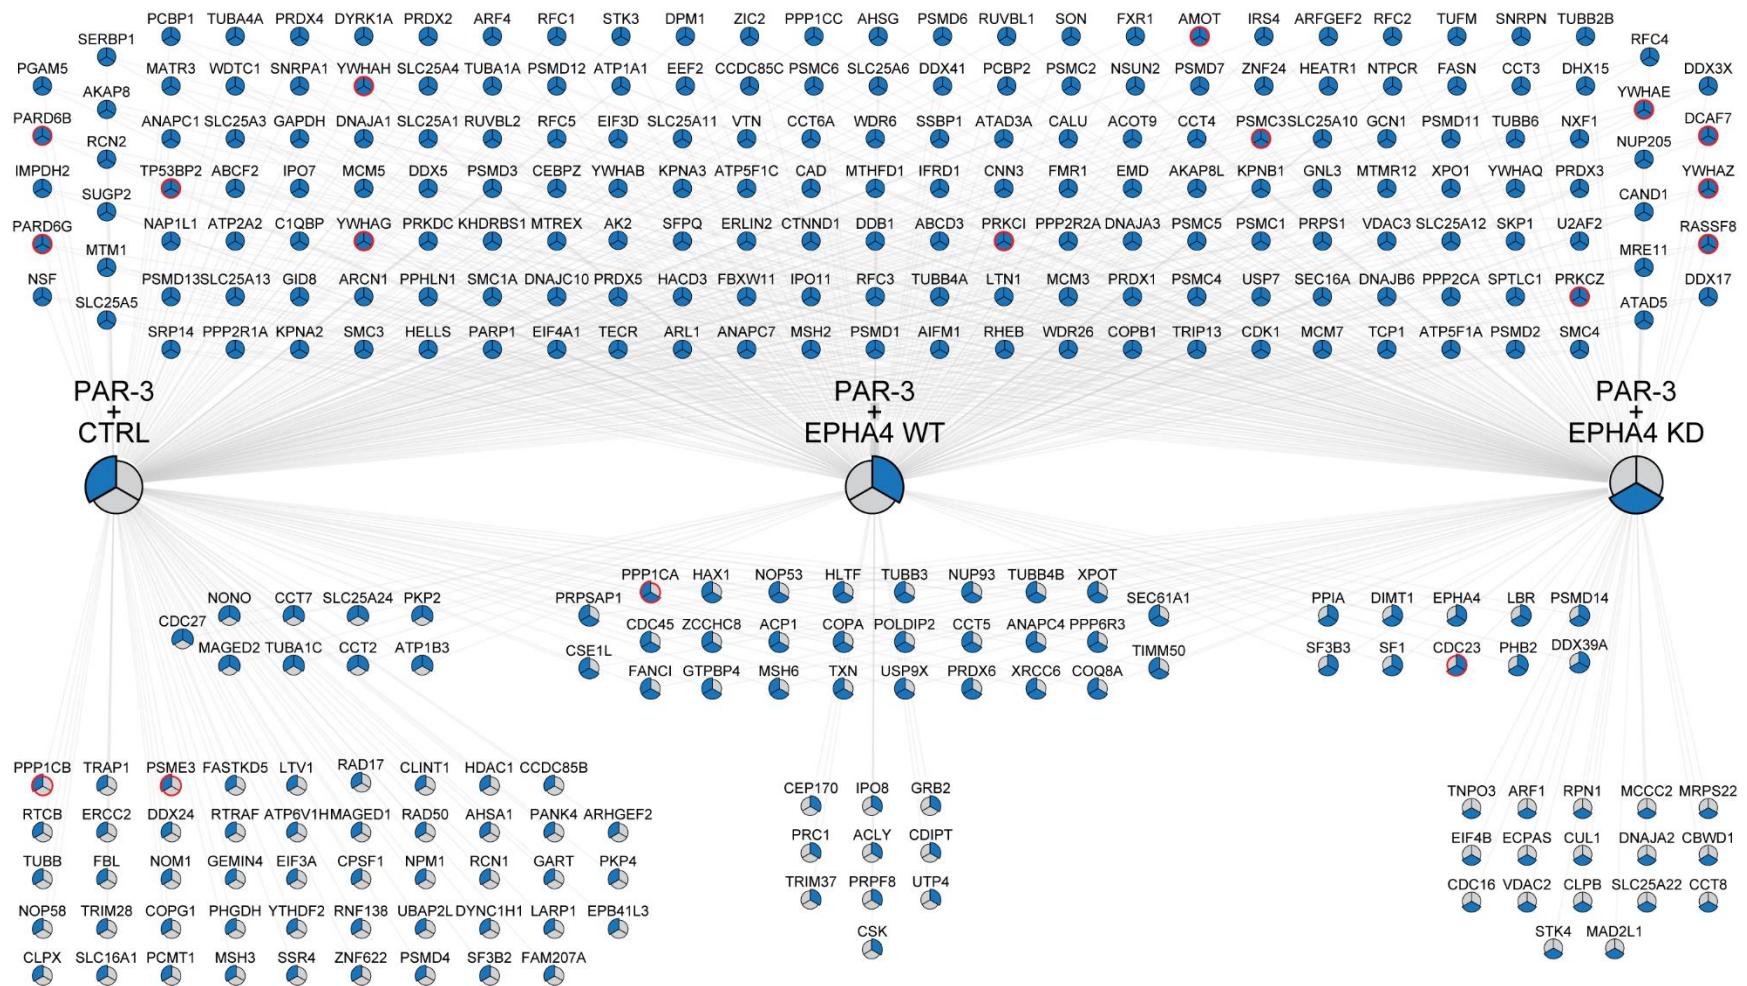 PCBP1 TUBA4A PRDX4 DYRK1A PRDX2 ARF4 RFC1 STK3 DPM1 ZIC2 PPP1CC AHSG PSMD6 RUVBL1 SON FXR1 AMOT IRS4 ARFGEF2 RFC2 TUFM SNRPN TUBB2B
SERBP1 RFC4
PGAM5 MATR3 WDTC1 SNRPA1 YWHAH SLC25A4 TUBA1A PSMD12 ATP1A1 EEF2 CCDC85C PSMC6 SLC25A6 DDX41 PCBP2 PSMC2 NSUN2 PSMD7 ZNF24 HEATR1 NTPCR FASN CCT3 DHX15 DDX3X
AKAP8 YWHAE
PARD6B ANAPC1 SLC25A3 GAPDH DNAJA1 SLC25A1 RUVBL2 RFC5 EIF3D SLC25A11 VTN CCT6A WDR6 SSBP1 ATAD3A CALU ACOT9 CCT4 PSMC3 SLC25A10 GCN1 PSMD11 TUBB6 NXF1 DCAF7
RCN2 NUP205
IMPDH2 TP53BP2 ABCF2 IPO7 MCM5 DDX5 PSMD3 CEBPZ YWHAB KPNA3 ATP5F1C CAD MTHFD1 IFRD1 CNN3 FMR1 EMD AKAP8L KPNB1 GNL3 MTMR12 XPO1 YWHAQ PRDX3 YWHAZ
SUGP2 CAND1
PARD6G NAP1L1 ATP2A2 C1QBP YWHAG PRKDC KHDRBS1 MTREX AK2 SFPQ ERLIN2 CTNND1 DDB1 ABCD3 PRKCI PPP2R2A DNAJA3 PSMC5 PSMC1 PRPS1 VDAC3 SLC25A12 SKP1 U2AF2 RASSF8
MTM1 MRE11
NSF PSMD13 SLC25A13 GID8 ARCN1 PPHLN1 SMC1A DNAJC10 PRDX5 HACD3 FBXW11 IPO11 RFC3 TUBB4A LTN1 MCM3 PRDX1 PSMC4 USP7 SEC16A DNAJB6 PPP2CA SPTLC1 PRKCZ DDX17
SLC25A5 ATAD5
SRP14 PPP2R1A KPNA2 SMC3 HELLS PARP1 EIF4A1 TECR ARL1 ANAPC7 MSH2 PSMD1 AIFM1 RHEB WDR26 COPB1 TRIP13 CDK1 MCM7 TCP1 ATP5F1A PSMD2 SMC4
PAR-3 PAR-3 PAR-3
+ + +
CTRL EPHA4 WT EPHA4 KD
PPP1CA HAX1 NOP53 HLTF TUBB3 NUP93 TUBB4B XPOT
NONO CCT7 SLC25A24 PKP2 PRPSAP1 SEC61A1 PPIA DIMT1 EPHA4 LBR PSMD14
CDC27 CDC45 ZCCHC8 ACP1 COPA POLDIP2 CCT5 ANAPC4 PPP6R3
MAGED2 TUBA1C CCT2 ATP1B3 CSE1L TIMM50 SF3B3 SF1 CDC23 PHB2 DDX39A
FANCI GTPBP4 MSH6 TXN USP9X PRDX6 XRCC6 COQ8A
PPP1CB TRAP1 PSME3 FASTKD5 LTV1 RAD17 CLINT1 HDAC1 CCDC85B
CEP170 IPO8 GRB2 TNPO3 ARF1 RPN1 MCCC2 MRPS22
RTCB ERCC2 DDX24 RTRAF ATP6V1H MAGED1 RAD50 AHSA1 PANK4 ARHGEF2
PRC1 ACLY CDIPT EIF4B ECPAS CUL1 DNAJA2 CBWD1
TUBB FBL NOM1 GEMIN4 EIF3A CPSF1 NPM1 RCN1 GART PKP4
TRIM37 PRPF8 UTP4 CDC16 VDAC2 CLPB SLC25A22 CCT8
NOP58 TRIM28 COPG1 PHGDH YTHDF2 RNF138 UBAP2L DYNC1H1 LARP1 EPB41L3
CSK STK4 MAD2L1
CLPX SLC16A1 PCMT1 MSH3 SSR4 ZNF622 PSMD4 SF3B2 FAM207A